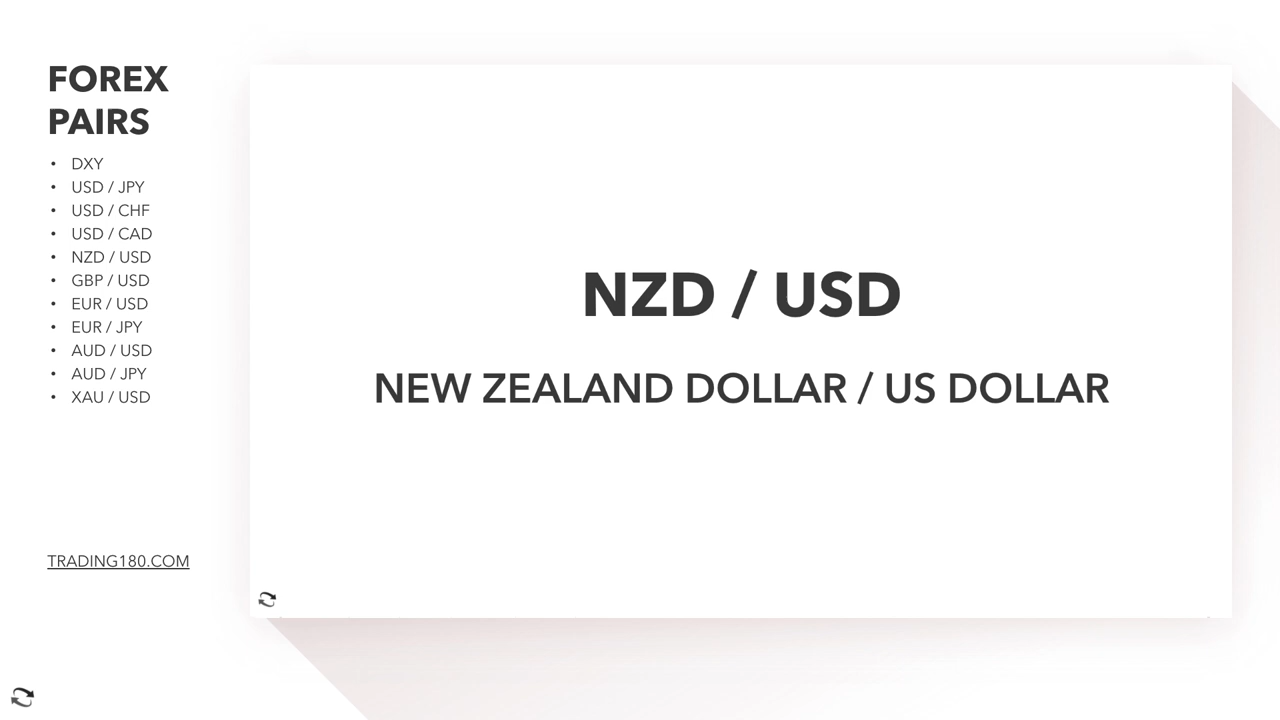 FOREX
PAIRS
• DXY
• USD / JPY
• USD / CHF
• USD / CAD
• NZD / USD
• GBP / USD
• EUR / USD
• EUR / JPY
• AUD / USD
• AUD / JPY
• XAU / USD
TRADING180.COM
NZD / USD
NEW ZEALAND DOLLAR / US DOLLAR